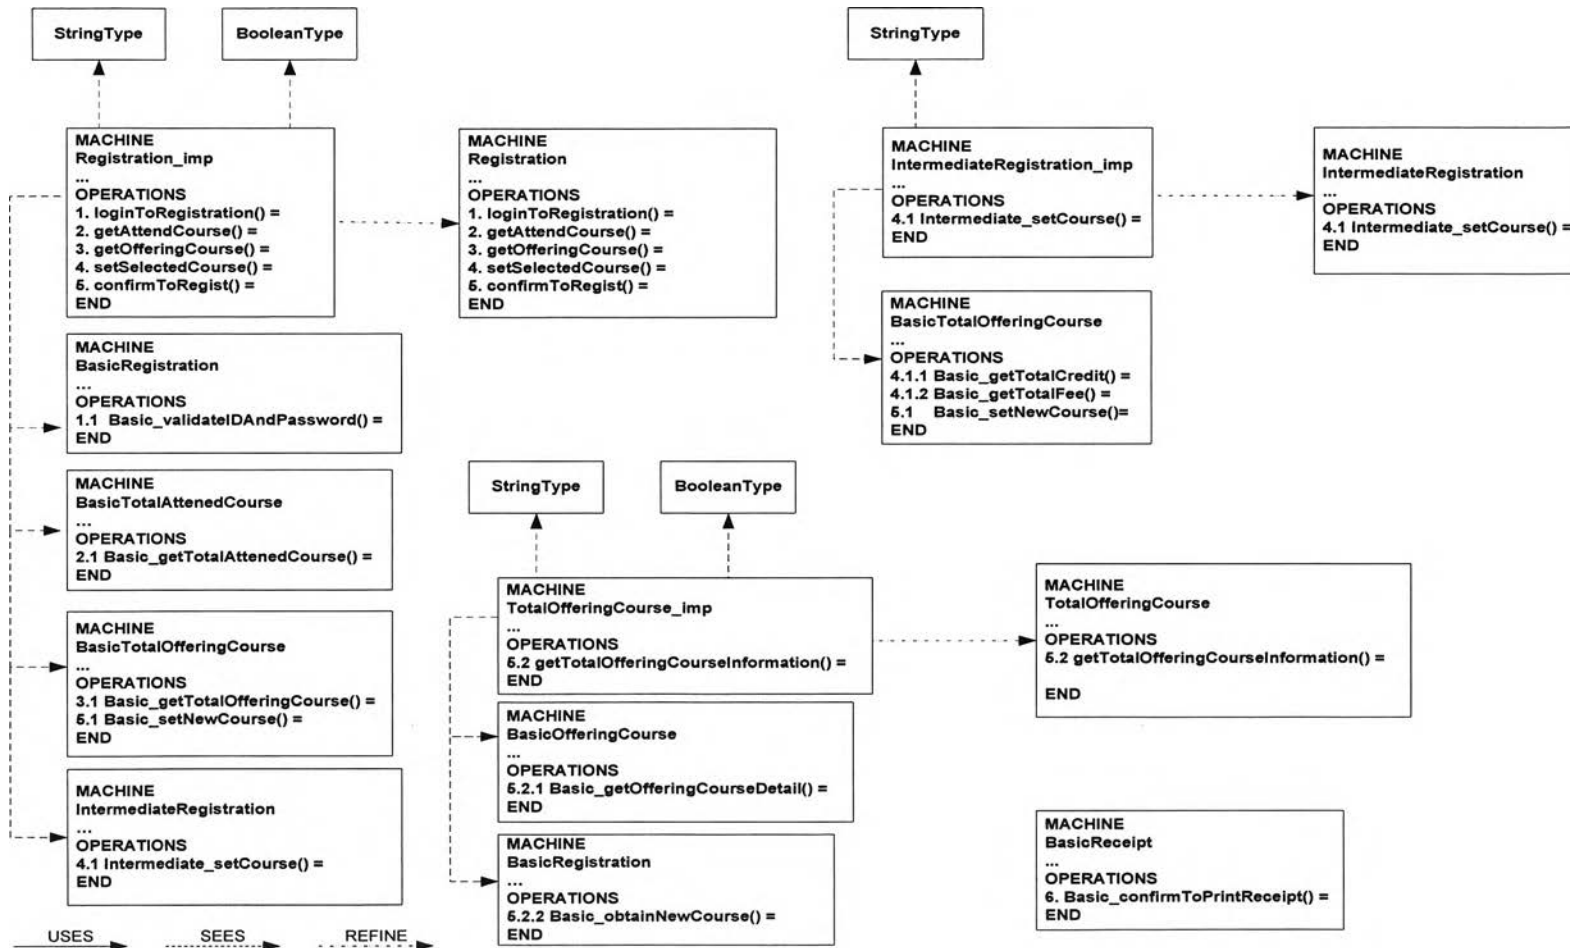 StringType
BooleanType
MACHINE
Registration_imp
...
OPERATIONS
1. loginToRegistration() =
2. getAttendCourse() =
3. getOfferingCourse() =
4. setSelectedCourse() =
5. confirmToRegist() =
END
MACHINE
Registration
...
OPERATIONS
1. loginToRegistration() =
2. getAttendCourse() =
3. getOfferingCourse() =
4. setSelectedCourse() =
5. confirmToRegist() =
END
MACHINE
BasicRegistration
...
OPERATIONS
1.1 Basic_validateIDAndPassword() =
END
MACHINE
BasicTotalAttenedCourse
...
OPERATIONS
2.1 Basic_getTotalAttenedCourse() =
END
MACHINE
BasicTotalOfferingCourse
...
OPERATIONS
3.1 Basic_getTotalOfferingCourse() =
5.1 Basic_setNewCourse() =
END
MACHINE
IntermediateRegistration
...
OPERATIONS
4.1 Intermediate_setCourse() =
END
StringType
MACHINE
IntermediateRegistration_imp
...
OPERATIONS
4.1 Intermediate_setCourse() =
END
MACHINE
IntermediateRegistration
...
OPERATIONS
4.1 Intermediate_setCourse() =
END
MACHINE
BasicTotalOfferingCourse
...
OPERATIONS
4.1.1 Basic_getTotalCredit() =
4.1.2 Basic_getTotalFee() =
5.1 Basic_setNewCourse()=
END
StringType
BooleanType
MACHINE
TotalOfferingCourse_imp
...
OPERATIONS
5.2 getTotalOfferingCourseInformation() =
END
MACHINE
TotalOfferingCourse
...
OPERATIONS
5.2 getTotalOfferingCourseInformation() =
END
MACHINE
BasicOfferingCourse
...
OPERATIONS
5.2.1 Basic_getOfferingCourseDetail() =
END
MACHINE
BasicRegistration
...
OPERATIONS
5.2.2 Basic_obtainNewCourse() =
END
MACHINE
BasicReceipt
...
OPERATIONS
6. Basic_confirmToPrintReceipt() =
END
USES
SEES
REFINE